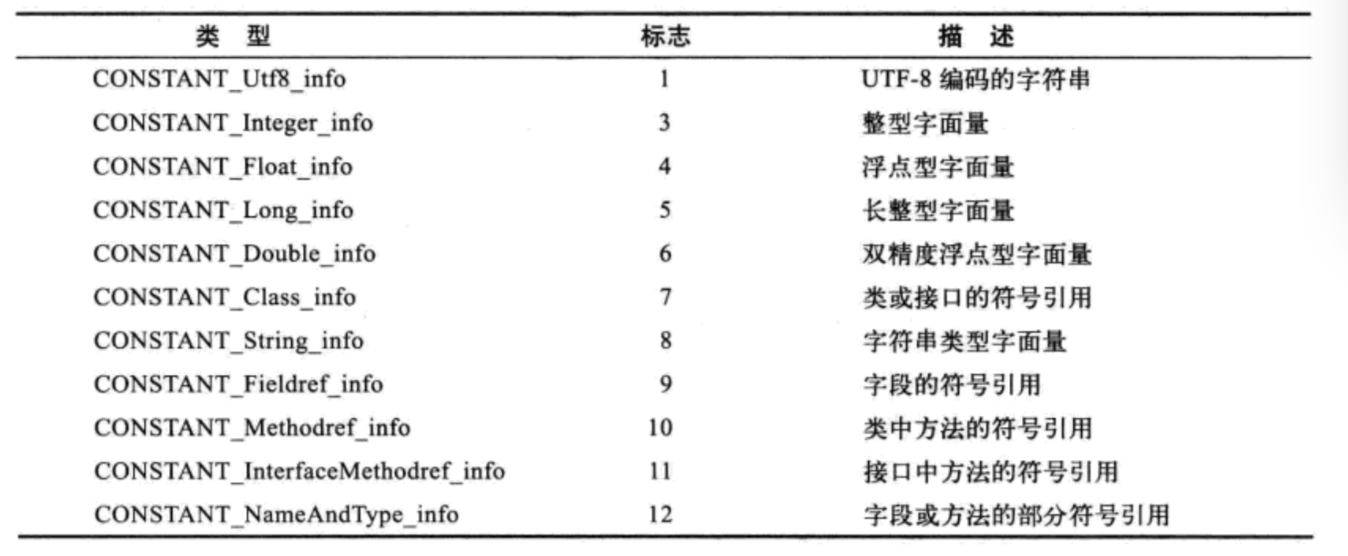 类 型 标志 描 述
CONSTANT_Utf8_info 1 UTF-8 编码的字符串
CONSTANT_Integer_info 3 整型字面量
CONSTANT_Float_info 4 浮点型字面量
CONSTANT_Long_info 5 长整型字面量
CONSTANT_Double_info 6 双精度浮点型字面量
CONSTANT_Class_info 7 类或接口的符号引用
CONSTANT_String_info 8 字符串类型字面量
CONSTANT_Fieldref_info 9 字段的符号引用
CONSTANT_Methodref_info 10 类中方法的符号引用
CONSTANT_InterfaceMethodref_info 11 接口中方法的符号引用
CONSTANT_NameAndType_info 12 字段或方法的部分符号引用